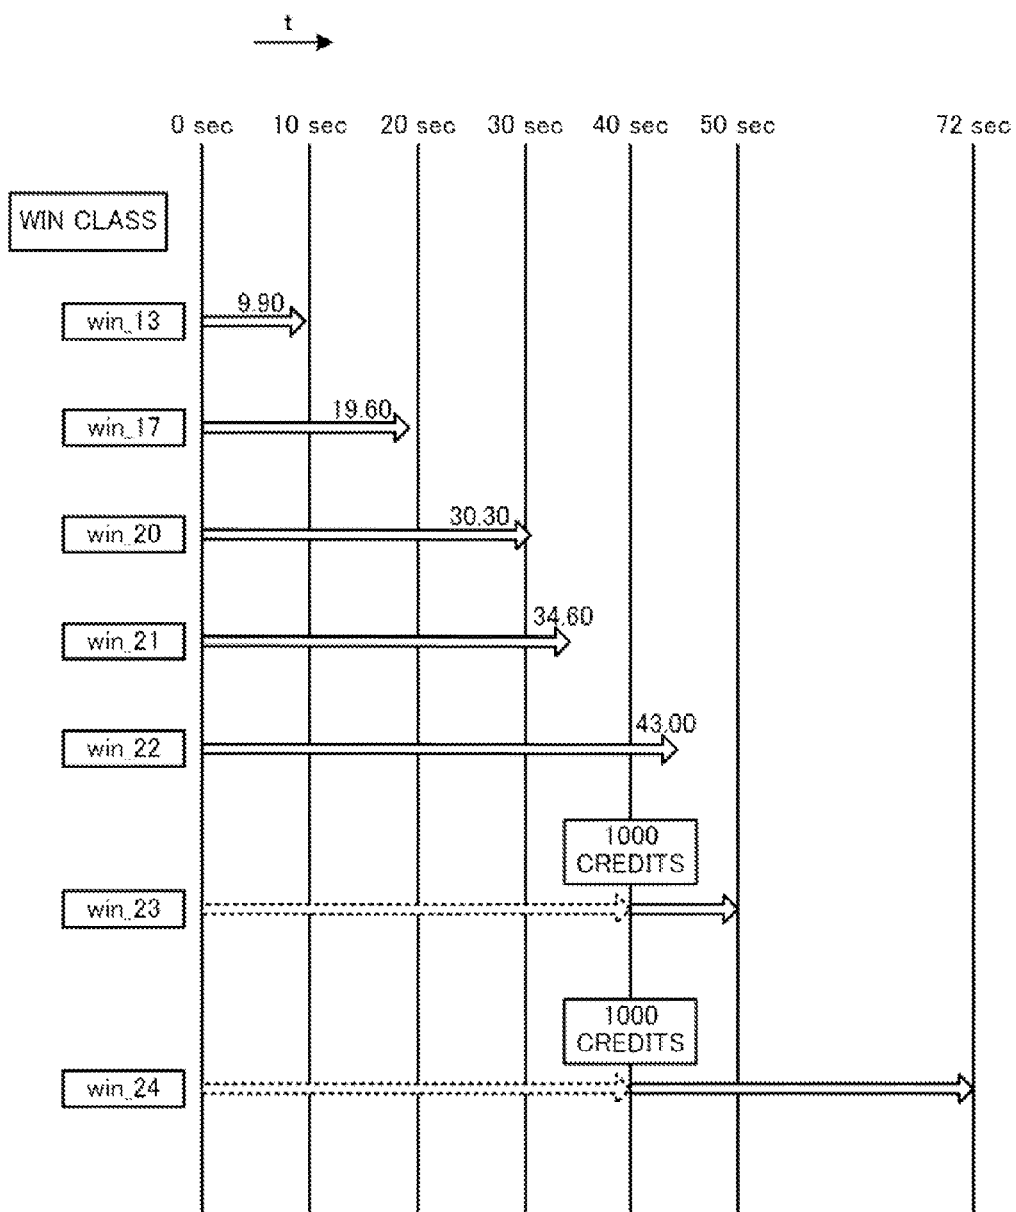 t
0 sec 10 sec 20 sec 30 sec 40 sec 50 sec 72 sec
WIN CLASS
9.90
win_13
19.60
win_17
30.30
win_20
34.60
win_21
43.00
win_22
1000
CREDITS
win_23
1000
CREDITS
win_24